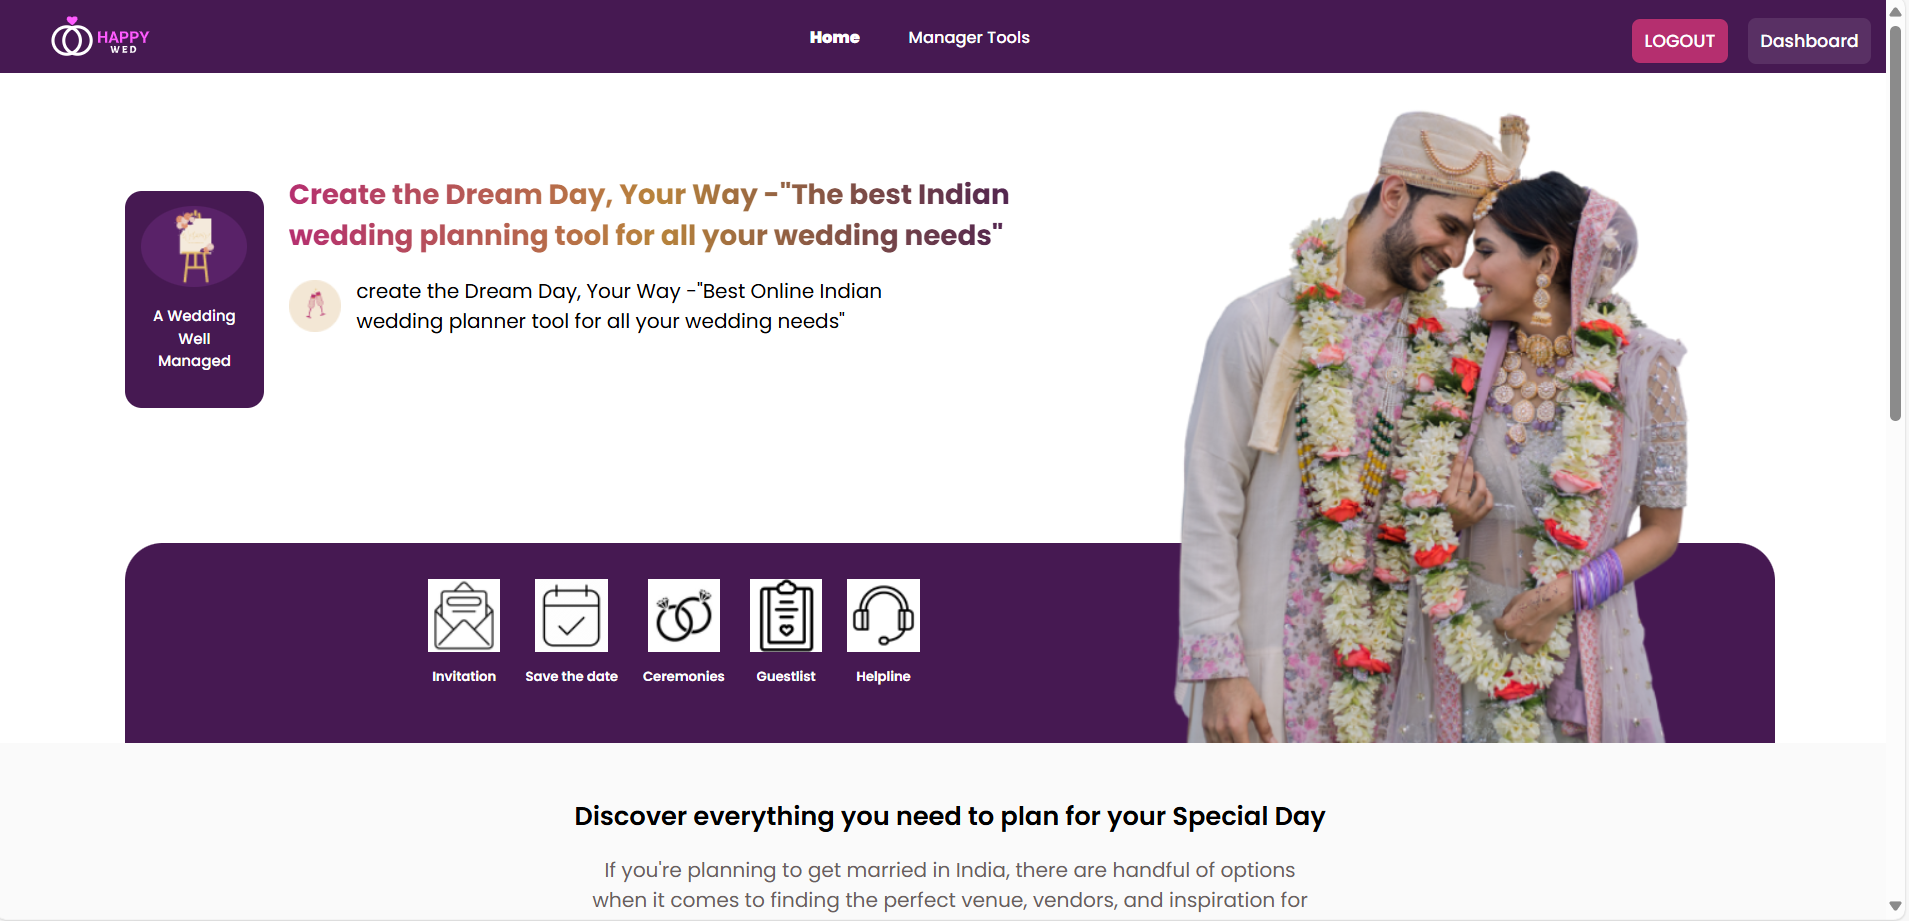 HAPPY
WED
Home
Manager Tools
LOGOUT
Dashboard
A Wedding
Well
Managed
Create the Dream Day, Your Way -"The best Indian
wedding planning tool for all your wedding needs"
create the Dream Day, Your Way -"Best Online Indian
wedding planner tool for all your wedding needs"
Invitation
Save the date
Ceremonies
Guestlist
Helpline
Discover everything you need to plan for your Special Day
If you're planning to get married in India, there are handful of options
when it comes to finding the perfect venue, vendors, and inspiration for